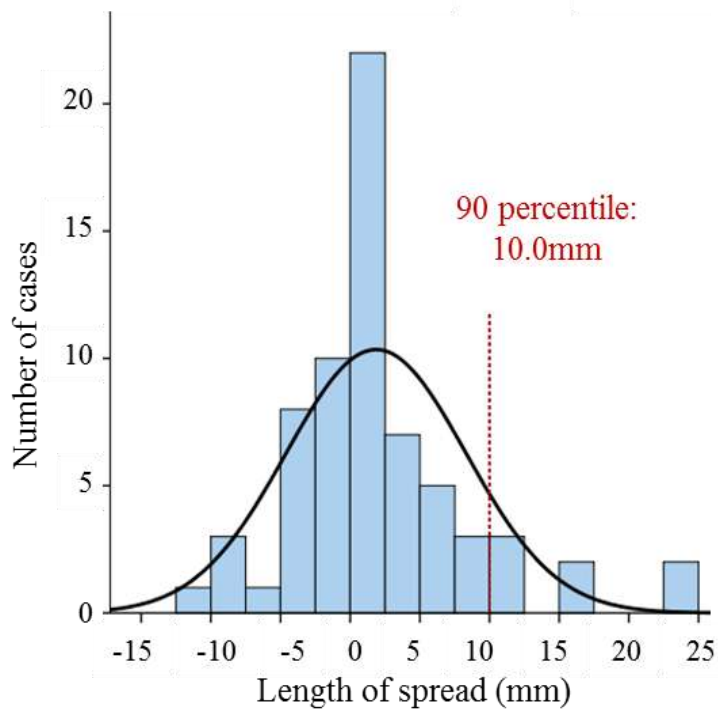 20
15
10
5
0
90 percentile:
10.0mm
Number of cases
-15 -10 -5 0 5 10 15 20 25
Length of spread (mm)